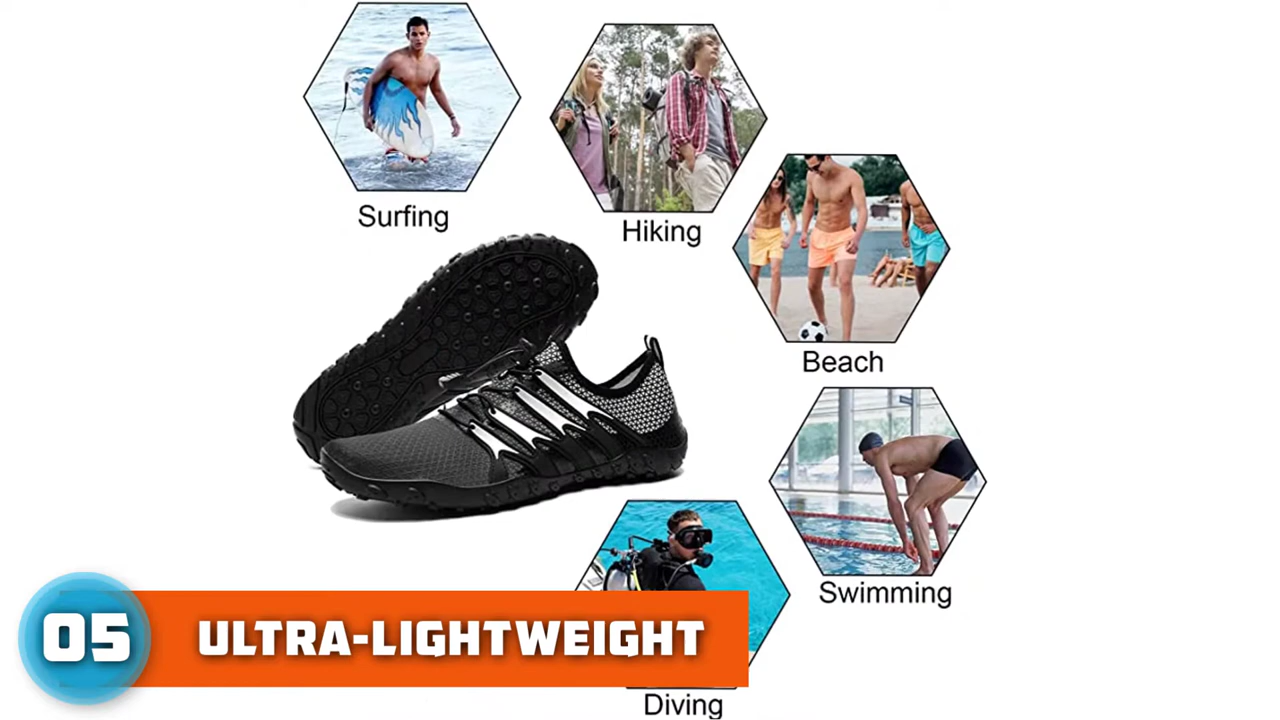 Surfing
Hiking
Beach
Swimming
05 ULTRA-LIGHTWEIGHT
Diving